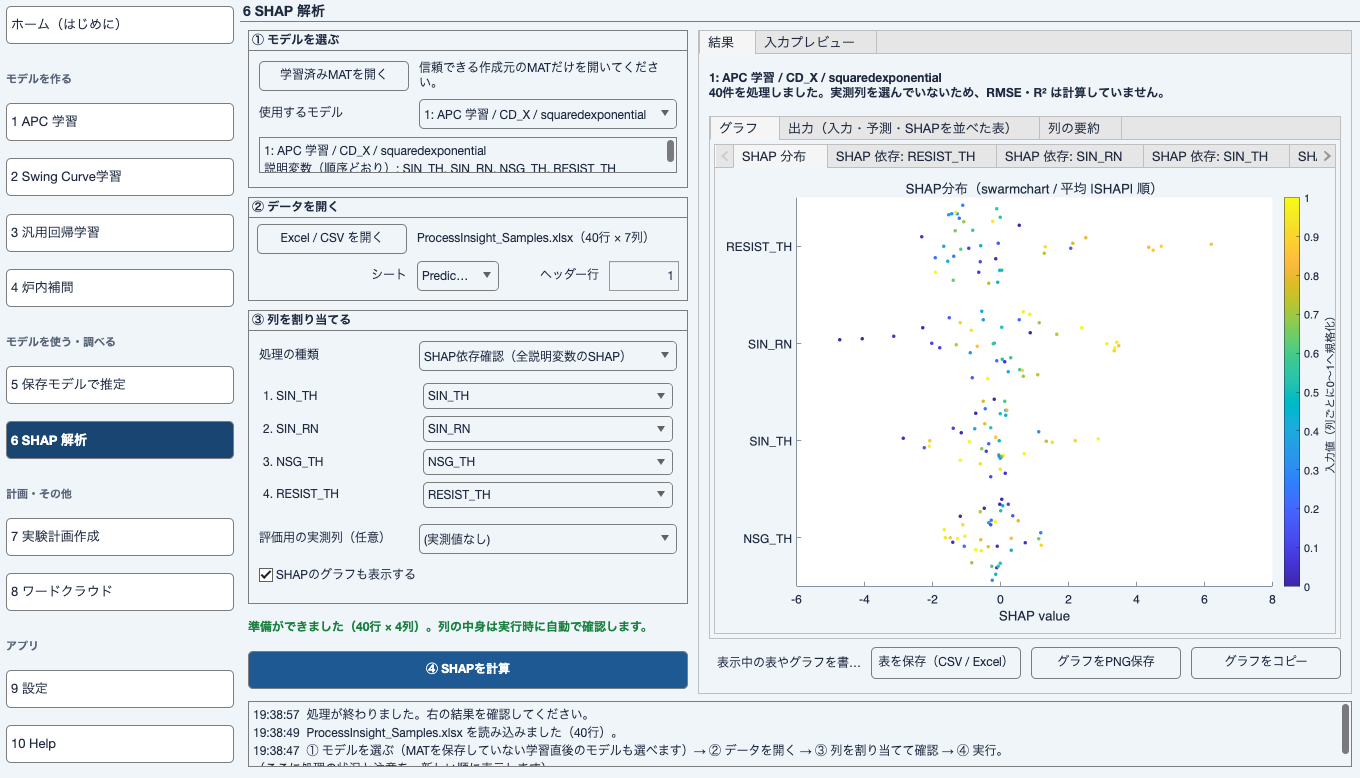 ホーム（はじめに）
モデルを作る
1 APC 学習
2 Swing Curve学習
3 汎用回帰学習
4 炉内補間
モデルを使う・調べる
5 保存モデルで推定
6 SHAP 解析
計画・その他
7 実験計画作成
8 ワードクラウド
アプリ
9 設定
10 Help
6 SHAP 解析
① モデルを選ぶ
学習済みMATを開く
信頼できる作成元のMATだけを開いてくださ
い。
使用するモデル
1: APC 学習 / CD_X / squaredexponential
1: APC 学習 / CD_X / squaredexponential
説明変数（順序どおり）: SIN_TH, SIN_RN, NSG_TH, RESIST_TH
② データを開く
Excel / CSV を開く
ProcessInsight_Samples.xlsx（40行 × 7列）
シート
Predic...
ヘッダー行
1
③ 列を割り当てる
処理の種類
SHAP依存確認（全説明変数のSHAP）
1. SIN_TH
SIN_TH
2. SIN_RN
SIN_RN
3. NSG_TH
NSG_TH
4. RESIST_TH
RESIST_TH
評価用の実測列（任意）
(実測値なし)
SHAPのグラフも表示する
準備ができました（40行 × 4列）。列の中身は実行時に自動で確認します。
④ SHAPを計算
結果
入力プレビュー
1: APC 学習 / CD_X / squaredexponential
40件を処理しました。実測列を選んでいないため、RMSE・R² は計算していません。
グラフ
出力（入力・予測・SHAPを並べた表）
列の要約
SHAP 分布
SHAP 依存: RESIST_TH
SHAP 依存: SIN_RN
SHAP 依存: SIN_TH
SHAP分布（swarmchart / 平均 |SHAP| 順）
RESIST_TH
SIN_RN
SIN_TH
NSG_TH
-6
-4
-2
0
2
4
6
8
SHAP value
1
0.9
0.8
0.7
0.6
0.5
0.4
0.3
0.2
0.1
0
入力値（列ごとに0〜1へ規格化）
表示中の表やグラフを書...
表を保存（CSV / Excel）
グラフをPNG保存
グラフをコピー
19:38:57 処理が終わりました。右の結果を確認してください。
19:38:49 ProcessInsight_Samples.xlsx を読み込みました（40行）。
19:38:47 ① モデルを選ぶ（MATを保存していない学習直後のモデルも選べます）→ ② データを開く → ③ 列を割り当てて確認 → ④ 実行。